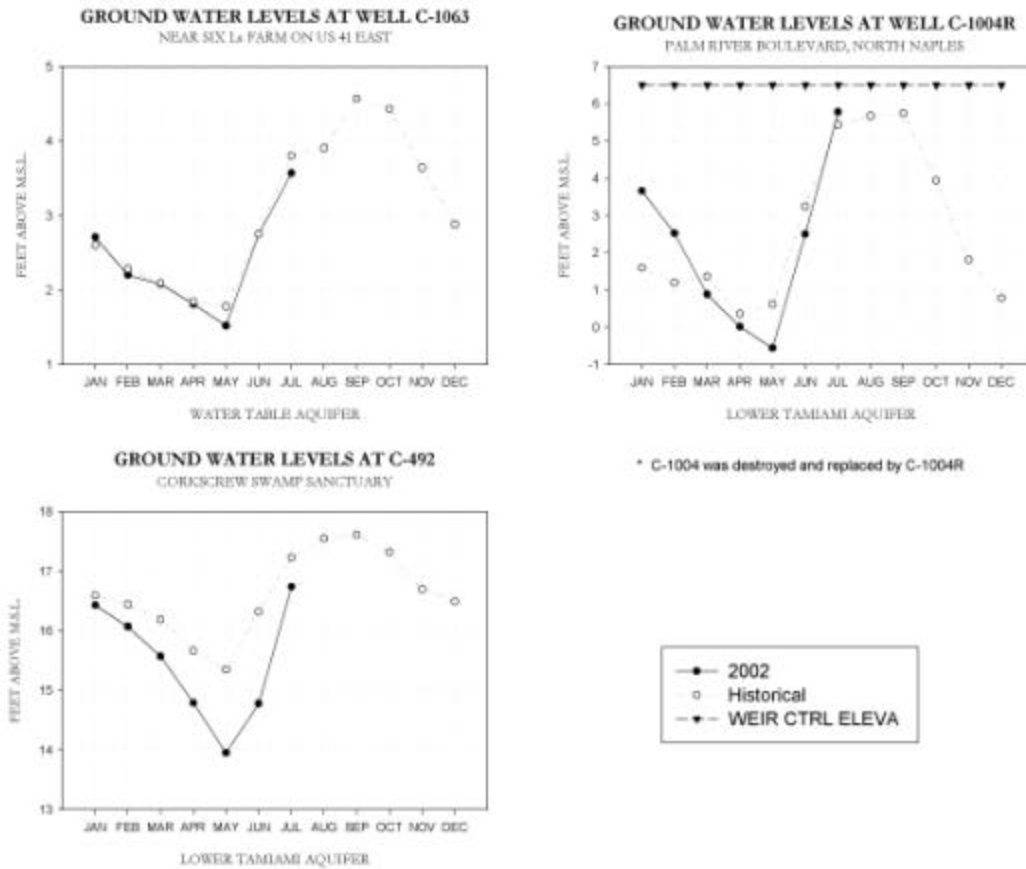 GROUND WATER LEVELS AT WELL C-1063
NEAR SIX Ls FARM ON US 41 EAST
5
4
3
2
1
FEET ABOVE M.S.L.
JAN FEB MAR APR MAY JUN JUL AUG SEP OCT NOV DEC
WATER TABLE AQUIFER
GROUND WATER LEVELS AT WELL C-1004R
PALM RIVER BOULEVARD, NORTH NAPLES
7
6
5
4
3
2
1
0
-1
FEET ABOVE M.S.L.
JAN FEB MAR APR MAY JUN JUL AUG SEP OCT NOV DEC
LOWER TAMIAMI AQUIFER
* C-1004 was destroyed and replaced by C-1004R
GROUND WATER LEVELS AT C-492
CORKSCREW SWAMP SANCTUARY
18
17
16
15
14
13
FEET ABOVE M.S.L.
JAN FEB MAR APR MAY JUN JUL AUG SEP OCT NOV DEC
LOWER TAMIAMI AQUIFER
2002
Historical
WEIR CTRL ELEVA